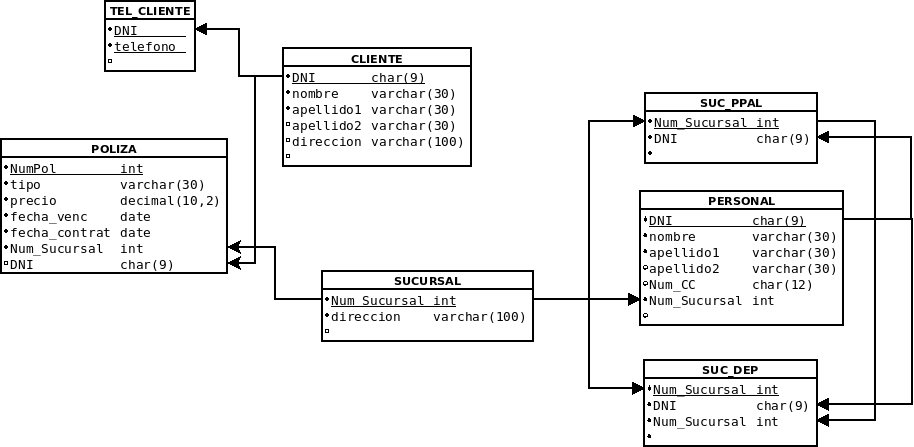 TEL_CLIENTE
DNI
telefono
CLIENTE
DNI char(9)
nombre varchar(30)
apellido1 varchar(30)
apellido2 varchar(30)
direccion varchar(100)
POLIZA
NumPol int
tipo varchar(30)
precio decimal(10,2)
fecha_venc date
fecha_contrat date
Num_Sucursal int
DNI char(9)
SUCURSAL
Num_Sucursal int
direccion varchar(100)
SUC_PPAL
Num_Sucursal int
DNI char(9)
PERSONAL
DNI char(9)
nombre varchar(30)
apellido1 varchar(30)
apellido2 varchar(30)
Num_CC char(12)
Num_Sucursal int
SUC_DEP
Num_Sucursal int
DNI char(9)
Num_Sucursal int